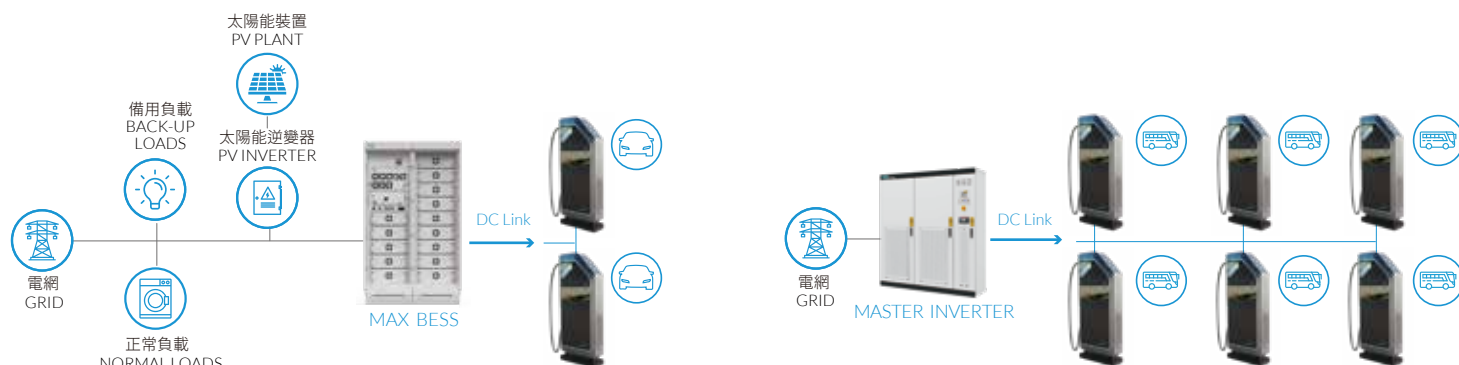 太陽能裝置
PV PLANT
備用負載
BACK-UP
LOADS
太陽能逆變器
PV INVERTER
DC Link
電網
GRID
MAX BESS
正常負載
NORMAL LOADS
DC Link
電網
GRID
MASTER INVERTER